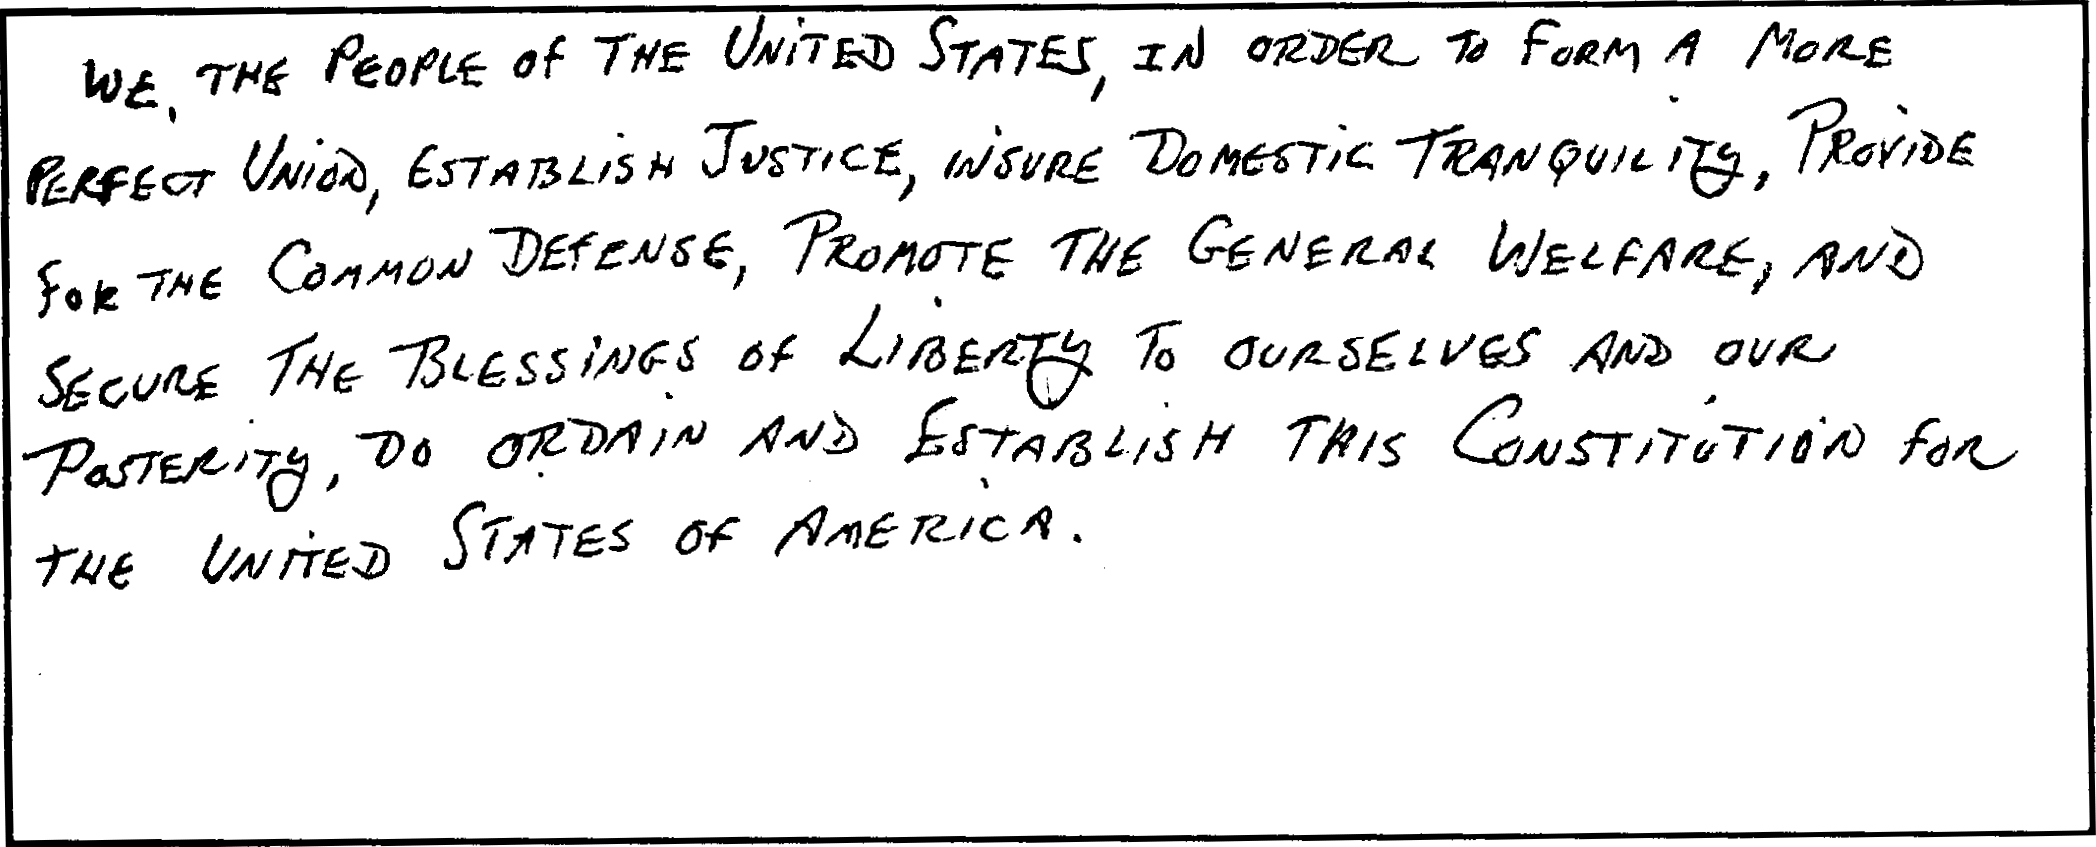 We, the People of the United States, in order to form a more
perfect Union, establish Justice, insure Domestic Tranquility, Provide
for the Common Defense, Promote the General Welfare, and
secure the Blessings of Liberty to ourselves and our
Posterity, do ordain and Establish this Constitution for
the United States of America.